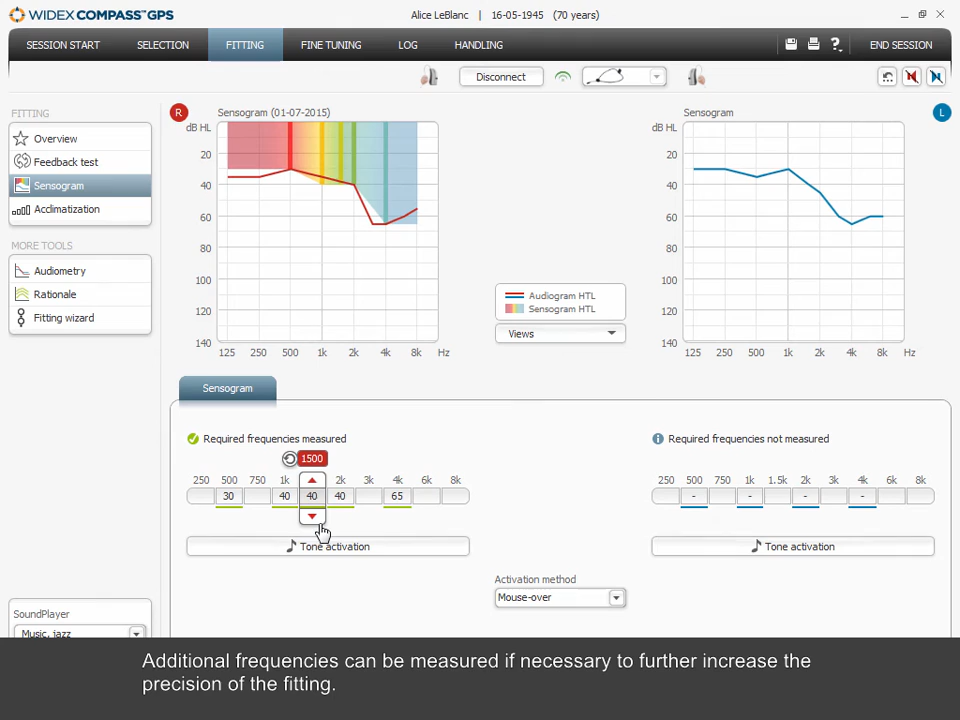 WIDEX COMPASS™ GPS
Alice LeBlanc | 16-05-1945 (70 years)
SESSION START SELECTION FITTING FINE TUNING LOG HANDLING ? END SESSION
Disconnect
FITTING
Overview
Feedback test
Sensogram
Acclimatization
MORE TOOLS
Audiometry
Rationale
Fitting wizard
SoundPlayer
Music, jazz
R Sensogram (01-07-2015)
dB HL
20
40
60
80
100
120
140
125 250 500 1k 2k 4k 8k Hz
Audiogram HTL
Sensogram HTL
Views
Sensogram L
dB HL
20
40
60
80
100
120
140
125 250 500 1k 2k 4k 8k Hz
Sensogram
Required frequencies measured
1500
250 500 750 1k 2k 3k 4k 6k 8k
30 40 40 40 65
Tone activation
Activation method
Mouse-over
Required frequencies not measured
250 500 750 1k 1.5k 2k 3k 4k 6k 8k
- - - -
Tone activation
Additional frequencies can be measured if necessary to further increase the
precision of the fitting.